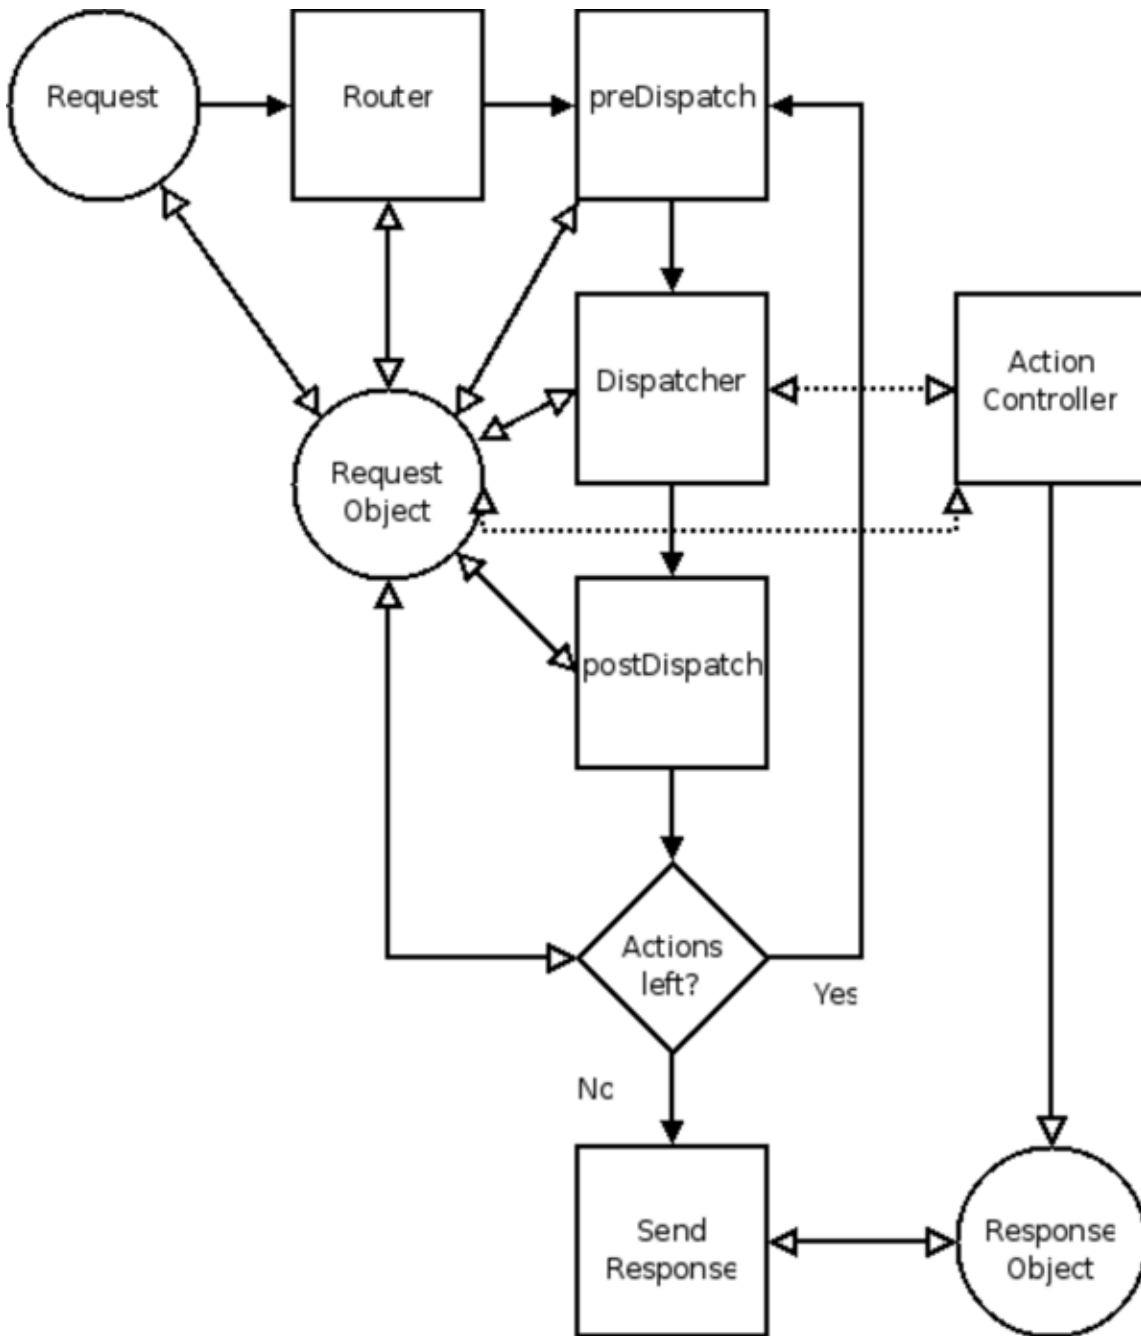 Request
Router
preDispatch
Dispatcher
Action
Controller
Request
Object
postDispatch
Actions
left?
Yes
No
Send
Response
Response
Object